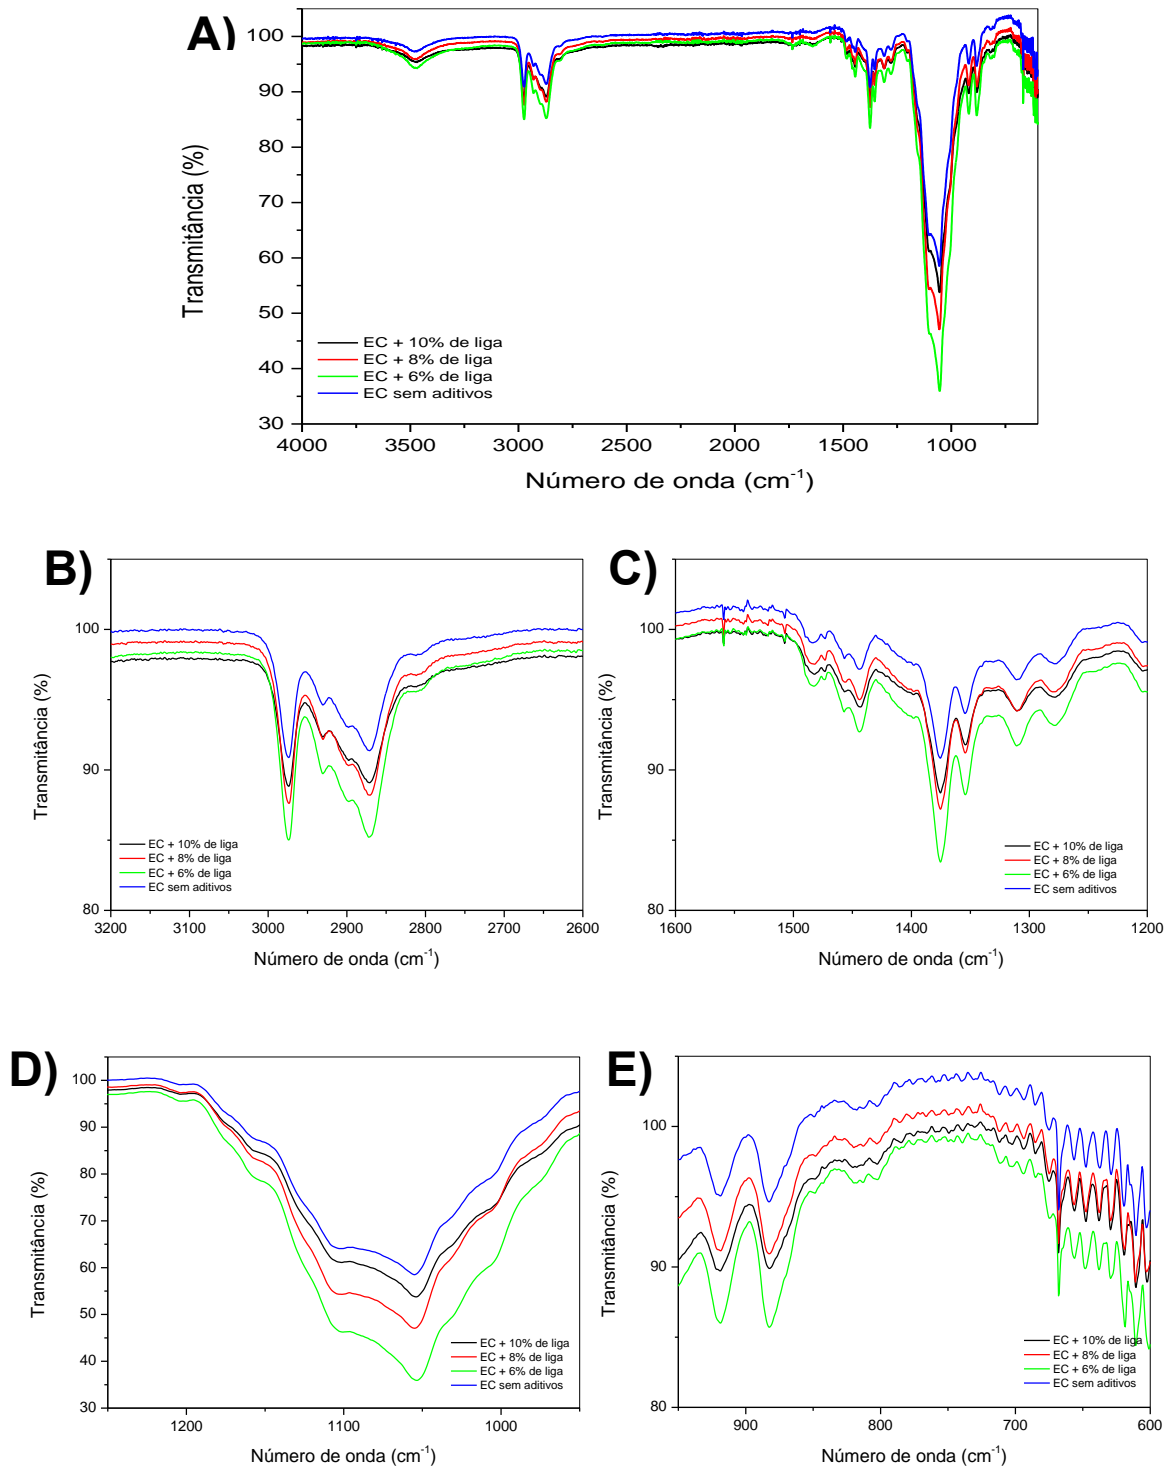 A)
100
90
80
70
60
50
40
30
Transmitância (%)
EC + 10% de liga
EC + 8% de liga
EC + 6% de liga
EC sem aditivos
4000 3500 3000 2500 2000 1500 1000
Número de onda (cm-1)
B)
100
90
80
Transmitância (%)
EC + 10% de liga
EC + 8% de liga
EC + 6% de liga
EC sem aditivos
3200 3100 3000 2900 2800 2700 2600
Número de onda (cm-1)
C)
100
90
80
Transmitância (%)
EC + 10% de liga
EC + 8% de liga
EC + 6% de liga
EC sem aditivos
1600 1500 1400 1300 1200
Número de onda (cm-1)
D)
100
90
80
70
60
50
40
30
Transmitância (%)
EC + 10% de liga
EC + 8% de liga
EC + 6% de liga
EC sem aditivos
1200 1100 1000
Número de onda (cm-1)
E)
100
90
80
Transmitância (%)
EC + 10% de liga
EC + 8% de liga
EC + 6% de liga
EC sem aditivos
900 800 700 600
Número de onda (cm-1)